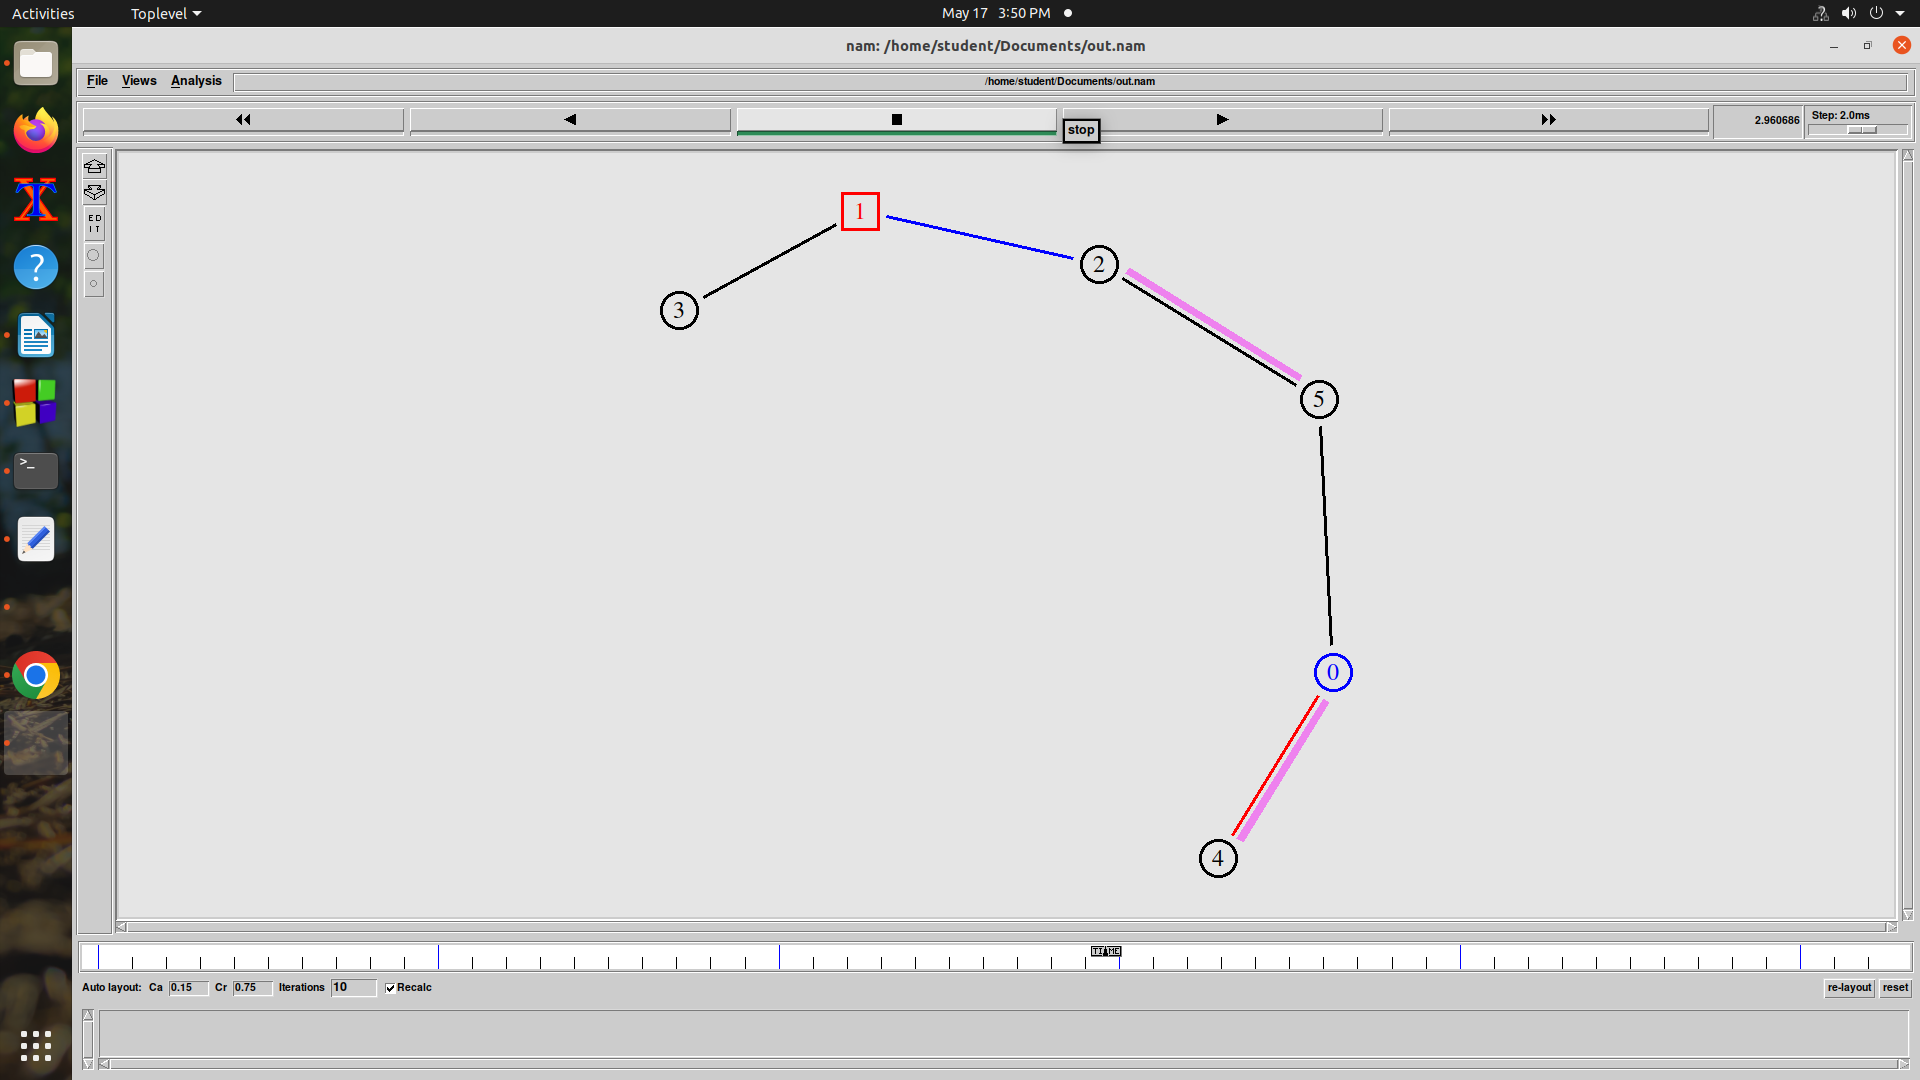 Activities
Toplevel
May 17 3:50 PM
nam: /home/student/Documents/out.nam
File Views Analysis
/home/student/Documents/out.nam
stop
2.960686
Step: 2.0ms
ED
IT
1
2
3
5
0
4
TIME
Auto layout: Ca 0.15 Cr 0.75 Iterations 10 Recalc
re-layout reset